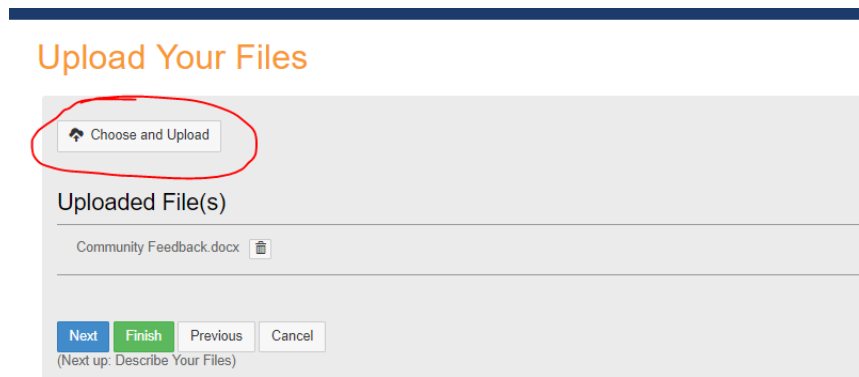 Upload Your Files
Choose and Upload
Uploaded File(s)
Community Feedback.docx
Next Finish Previous Cancel
(Next up: Describe Your Files)